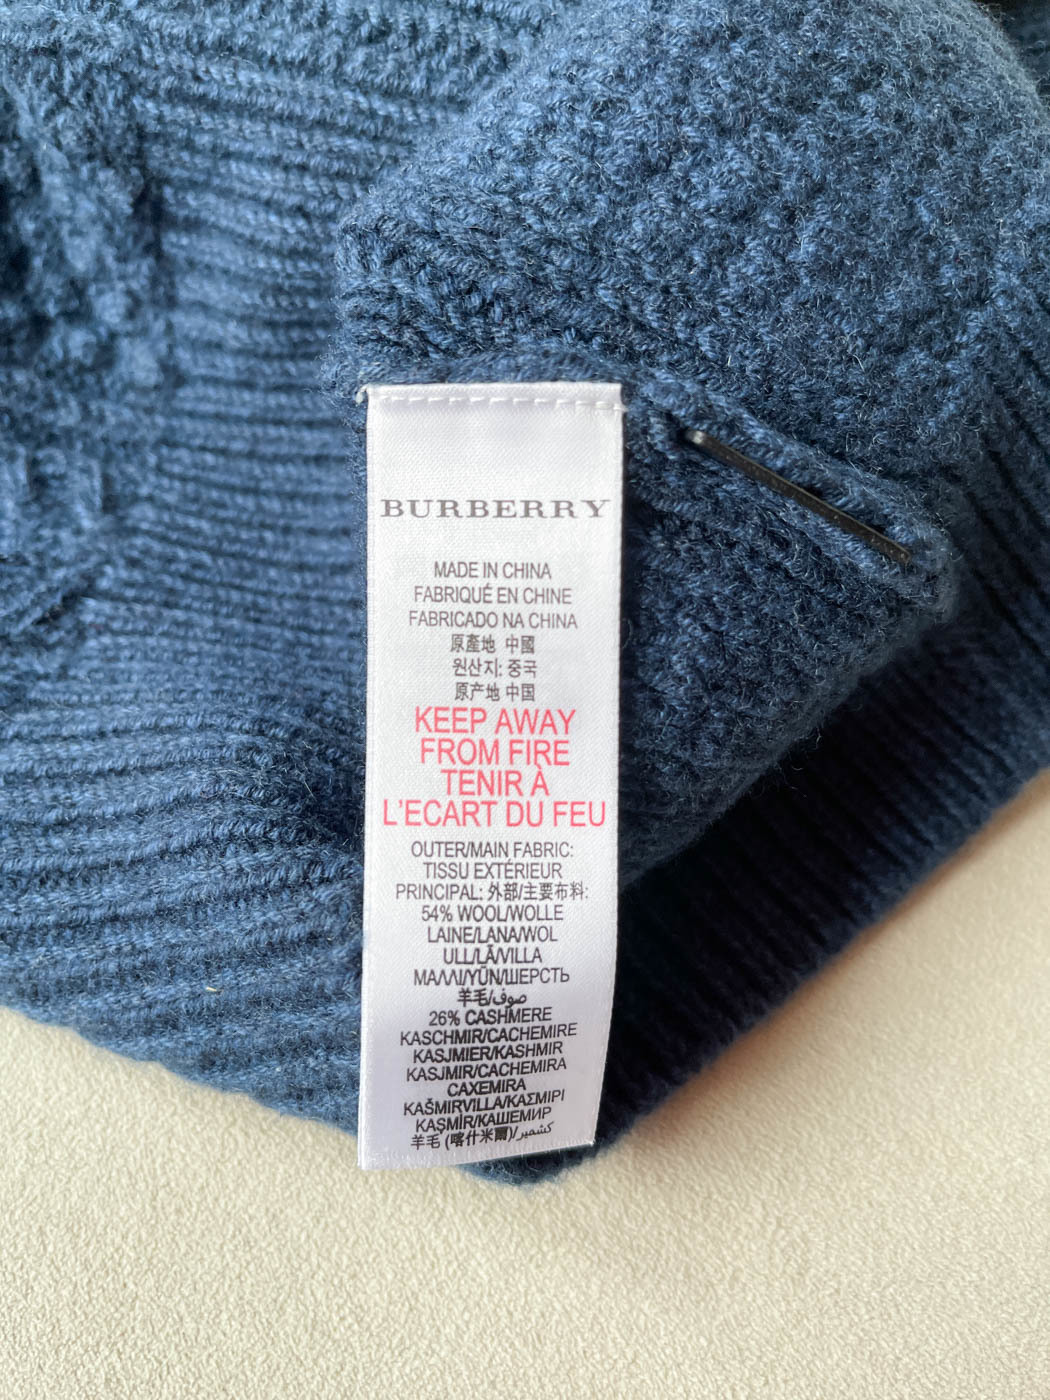 BURBERRY
MADE IN CHINA
FABRIQUÉ EN CHINE
FABRICADO NA CHINA
原產地 中國
원산지: 중국
原产地 中国
KEEP AWAY
FROM FIRE
TENIR À
L'ECART DU FEU
OUTER/MAIN FABRIC:
TISSU EXTÉRIEUR
PRINCIPAL: 外部/主要布料:
54% WOOL/WOLLE
LAINE/LANA/WOL
ULL/LÃ/VILLA
ΜΑΛΛΙ/YÜN/ШЕРСТЬ
羊毛/صوف
26% CASHMERE
KASCHMIR/CACHEMIRE
KASJMIER/KASHMIR
KASJMIR/CACHEMIRA
CAXEMIRA
KAŠMIRVILLA/ΚΑΣΜΙΡΙ
KAŞMİR/КАШЕМИР
羊毛 (喀什米爾)/كشمير